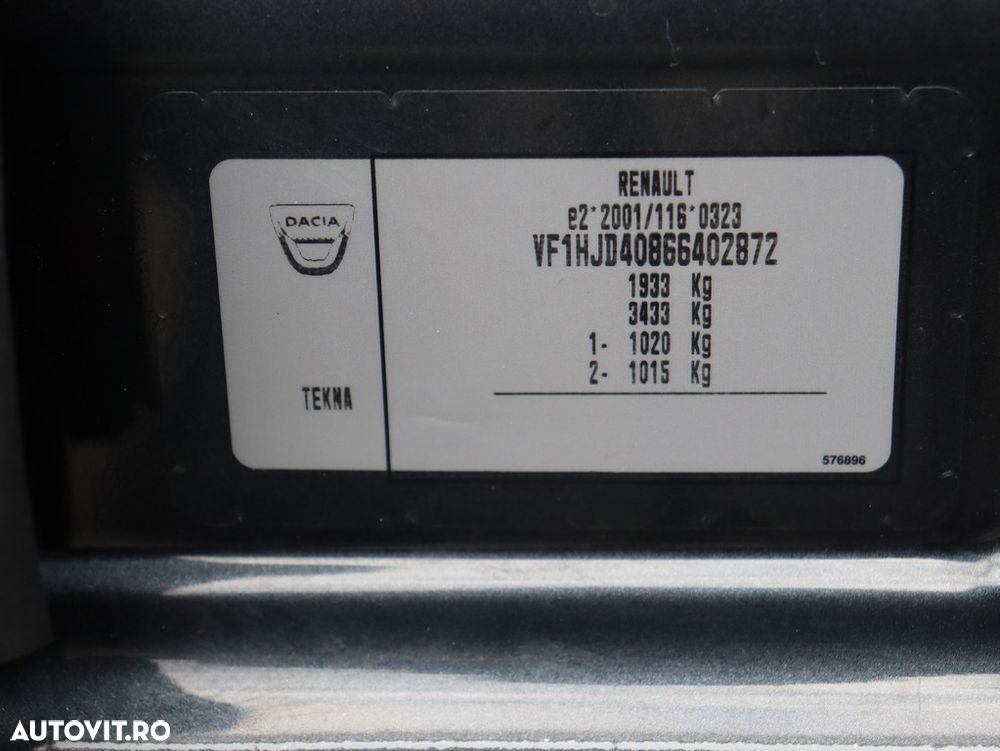 DACIA
TEKNA
RENAULT
e2*2001/116*0323
VF1HJD40866402872
1933 Kg
3433 Kg
1- 1020 Kg
2- 1015 Kg
576896
AUTOVIT.RO